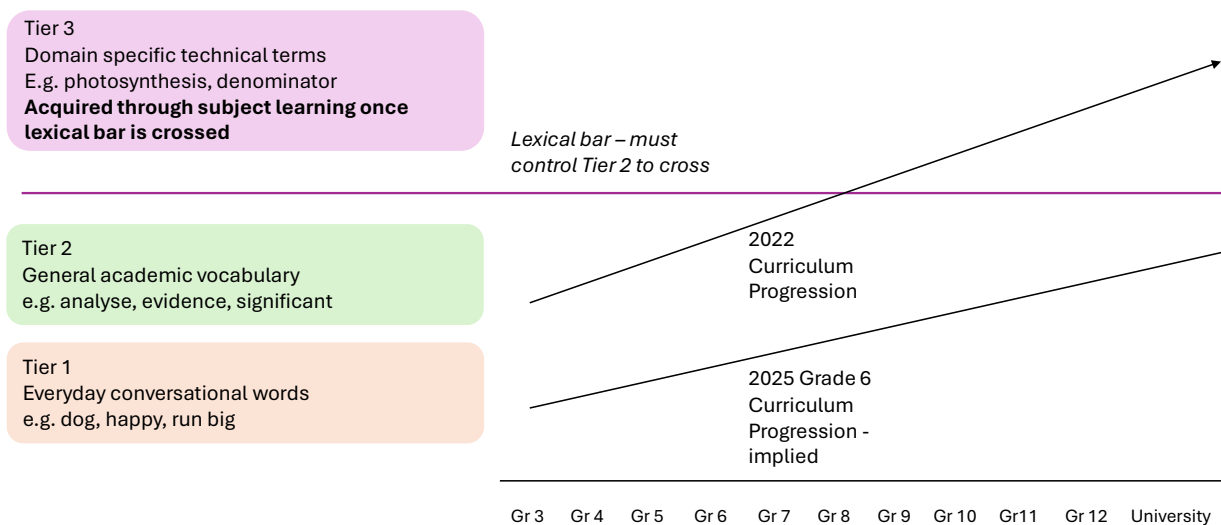 Tier 3
Domain specific technical terms
E.g. photosynthesis, denominator
Acquired through subject learning once
lexical bar is crossed
Lexical bar – must
control Tier 2 to cross
Tier 2
General academic vocabulary
e.g. analyse, evidence, significant
2022
Curriculum
Progression
Tier 1
Everyday conversational words
e.g. dog, happy, run big
2025 Grade 6
Curriculum
Progression -
implied
Gr 3 Gr 4 Gr 5 Gr 6 Gr 7 Gr 8 Gr 9 Gr 10 Gr11 Gr 12 University